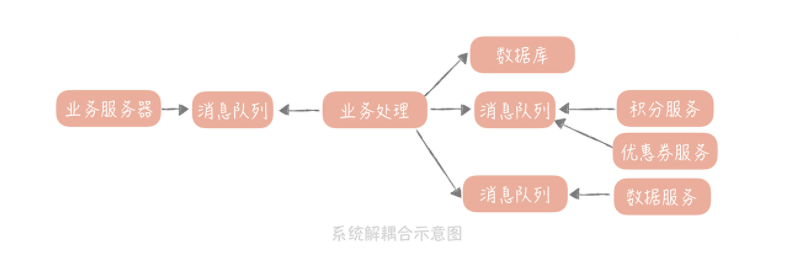 数据库
业务服务器
消息队列
业务处理
消息队列
积分服务
优惠券服务
消息队列
数据服务
系统解耦合示意图